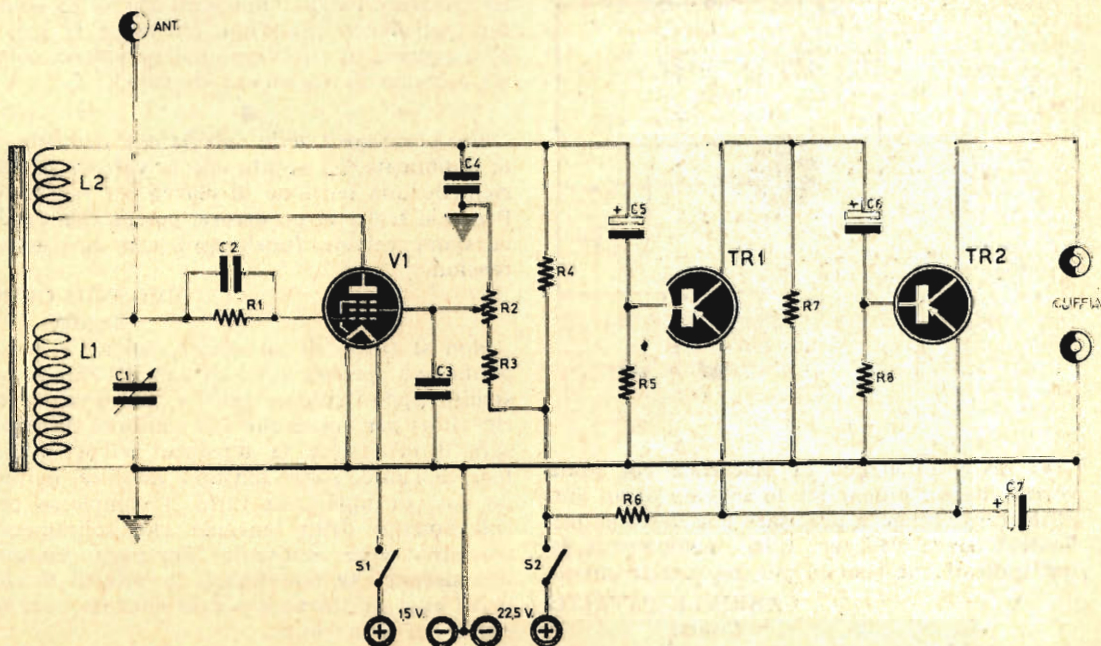 ANT.
L2
C4
C5
C6
C2
V1
TR1
TR2
R1
R2
R4
R7
CUFFIA
L1
C1
C3
R3
R5
R8
C7
R6
S1
S2
1,5 V.
22,5 V.